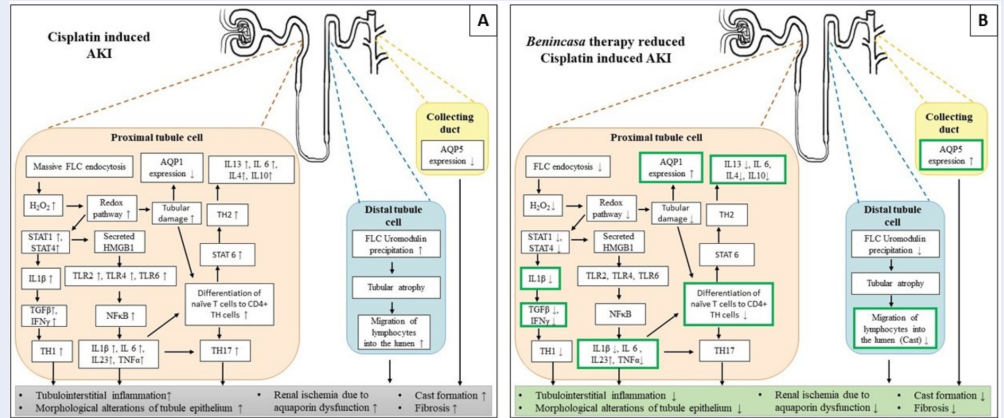 A
Cisplatin induced
AKI
Collecting
duct
AQP5
expression ↓
Proximal tubule cell
Massive FLC endocytosis
AQP1
expression
↓
IL13 ↑, IL 6 ↑,
IL4↑, IL10↑
H₂O₂ ↑
Redox
pathway ↑
Tubular
damage ↑
TH2 ↑
STAT1 ↑,
STAT4↑
Secreted
HMGB1
STAT 6 ↑
IL1β ↑
TLR2 ↑, TLR4 ↑, TLR6 ↑
TGFβ↑,
IFNγ ↑
NFκB ↑
Differentiation of
naïve T cells to CD4+
TH cells ↑
TH1 ↑
IL1β ↑, IL 6 ↑,
IL23↑, TNFα↑
TH17 ↑
Distal tubule
cell
FLC Uromodulin
precipitation ↑
Tubular atrophy
Migration of
lymphocytes
into the lumen ↑
• Tubulointerstitial inflammation↑
• Morphological alterations of tubule epithelium ↑
• Renal ischemia due to
aquaporin dysfunction ↑
• Cast formation ↑
• Fibrosis ↑
B
Benincasa therapy reduced
Cisplatin induced AKI
Collecting
duct
AQP5
expression ↑
Proximal tubule cell
FLC endocytosis ↓
AQP1
expression ↑
IL13 ↓, IL 6,
IL4↓, IL10↓
H₂O₂ ↓
Redox
pathway ↓
Tubular
damage ↓
TH2
STAT1 ↓,
STAT4 ↓
Secreted
HMGB1
STAT 6
IL1β ↓
TLR2, TLR4, TLR6
TGFβ ↓,
IFNγ ↓
NFκB
Differentiation of
naïve T cells to CD4+
TH cells ↓
TH1 ↓
IL1β ↓, IL 6 ,
IL23↑, TNFα↓
TH17
Distal tubule
cell
FLC Uromodulin
precipitation ↓
Tubular atrophy
Migration of
lymphocytes into
the lumen (Cast) ↓
• Tubulointerstitial inflammation ↓
• Morphological alterations of tubule epithelium ↓
• Renal ischemia due to
aquaporin dysfunction ↓
• Cast formation ↓
• Fibrosis ↓